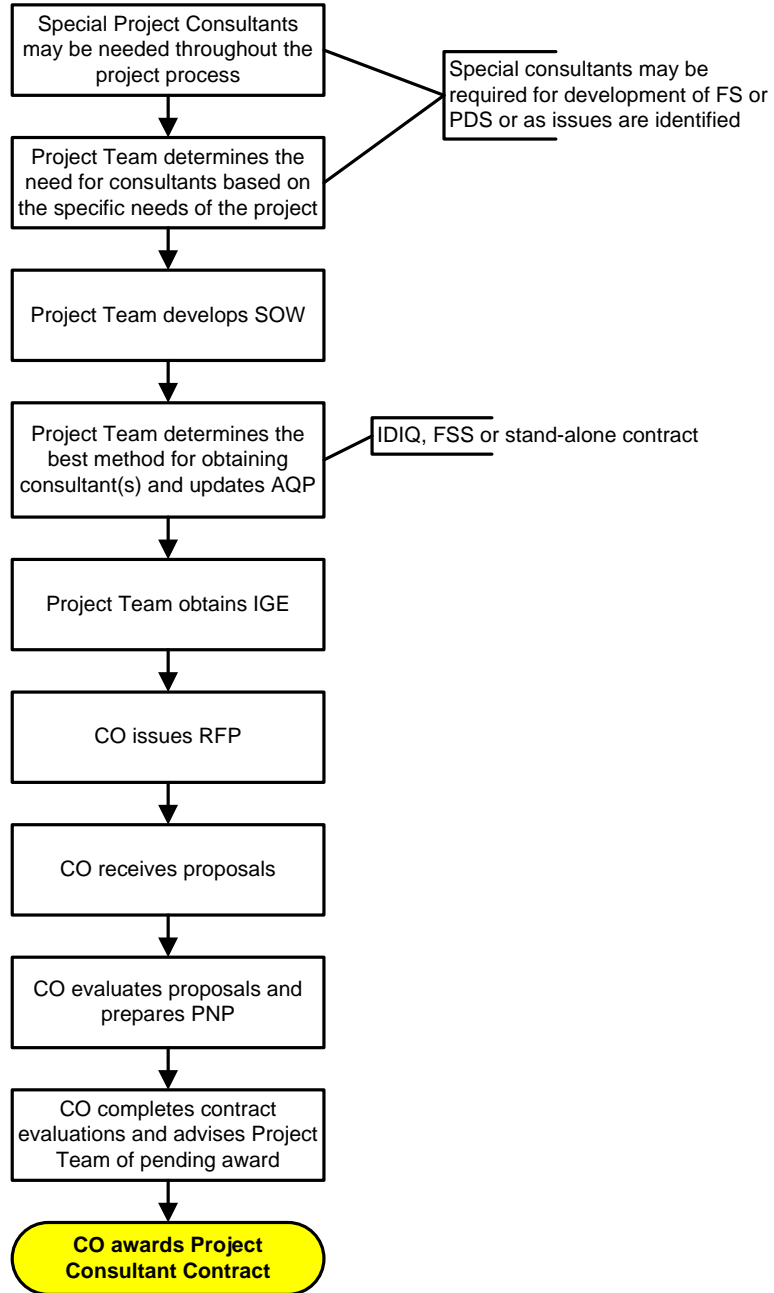 Special Project Consultants
may be needed throughout the
project process
Special consultants may be
required for development of FS or
PDS or as issues are identified
Project Team determines the
need for consultants based on
the specific needs of the project
Project Team develops SOW
Project Team determines the
best method for obtaining
consultant(s) and updates AQP
IDIQ, FSS or stand-alone contract
Project Team obtains IGE
CO issues RFP
CO receives proposals
CO evaluates proposals and
prepares PNP
CO completes contract
evaluations and advises Project
Team of pending award
CO awards Project
Consultant Contract